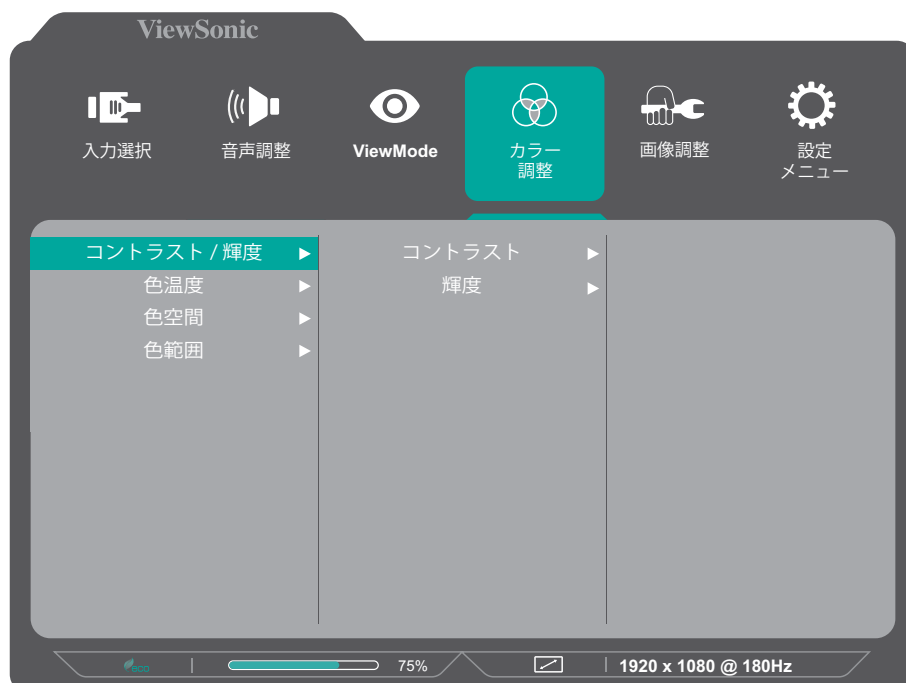 ViewSonic
入力選択
音声調整
ViewMode
カラー
調整
画像調整
設定
メニュー
コントラスト / 輝度
色温度
色空間
色範囲
コントラスト
輝度
eco
75%
1920 x 1080 @ 180Hz